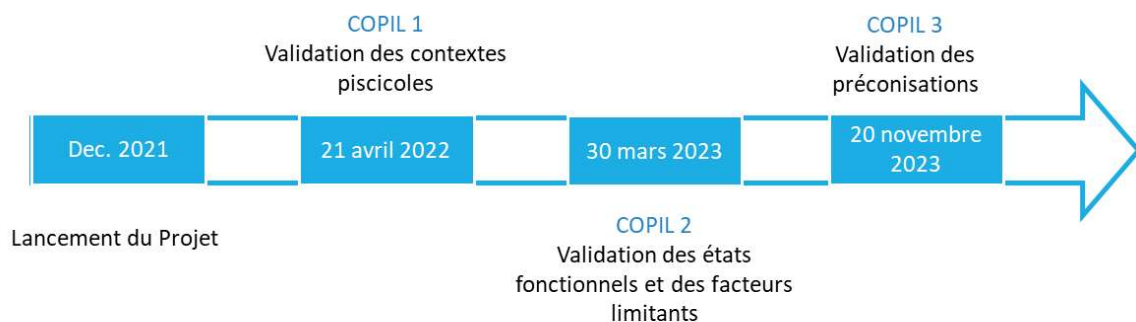 COPIL 1
Validation des contextes
piscicoles
COPIL 3
Validation des
préconisations
Dec. 2021
21 avril 2022
30 mars 2023
20 novembre
2023
Lancement du Projet
COPIL 2
Validation des états
fonctionnels et des facteurs
limitants